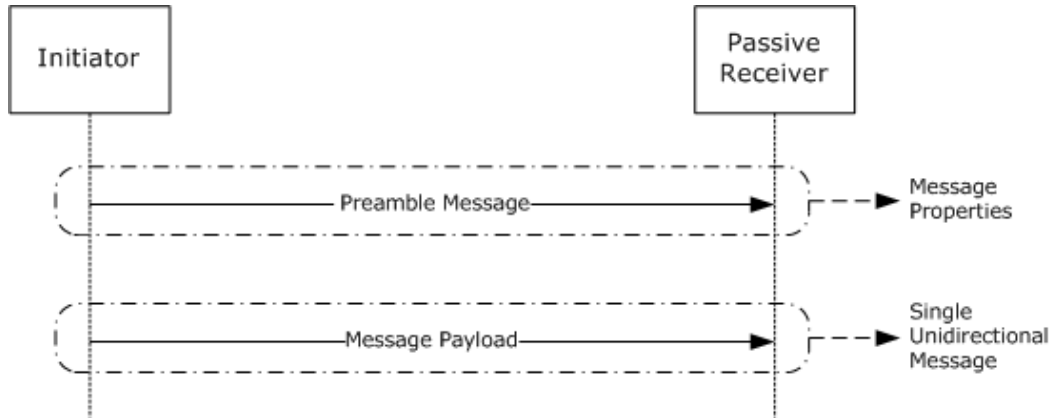 Initiator
Passive
Receiver
Preamble Message
Message
Properties
Message Payload
Single
Unidirectional
Message